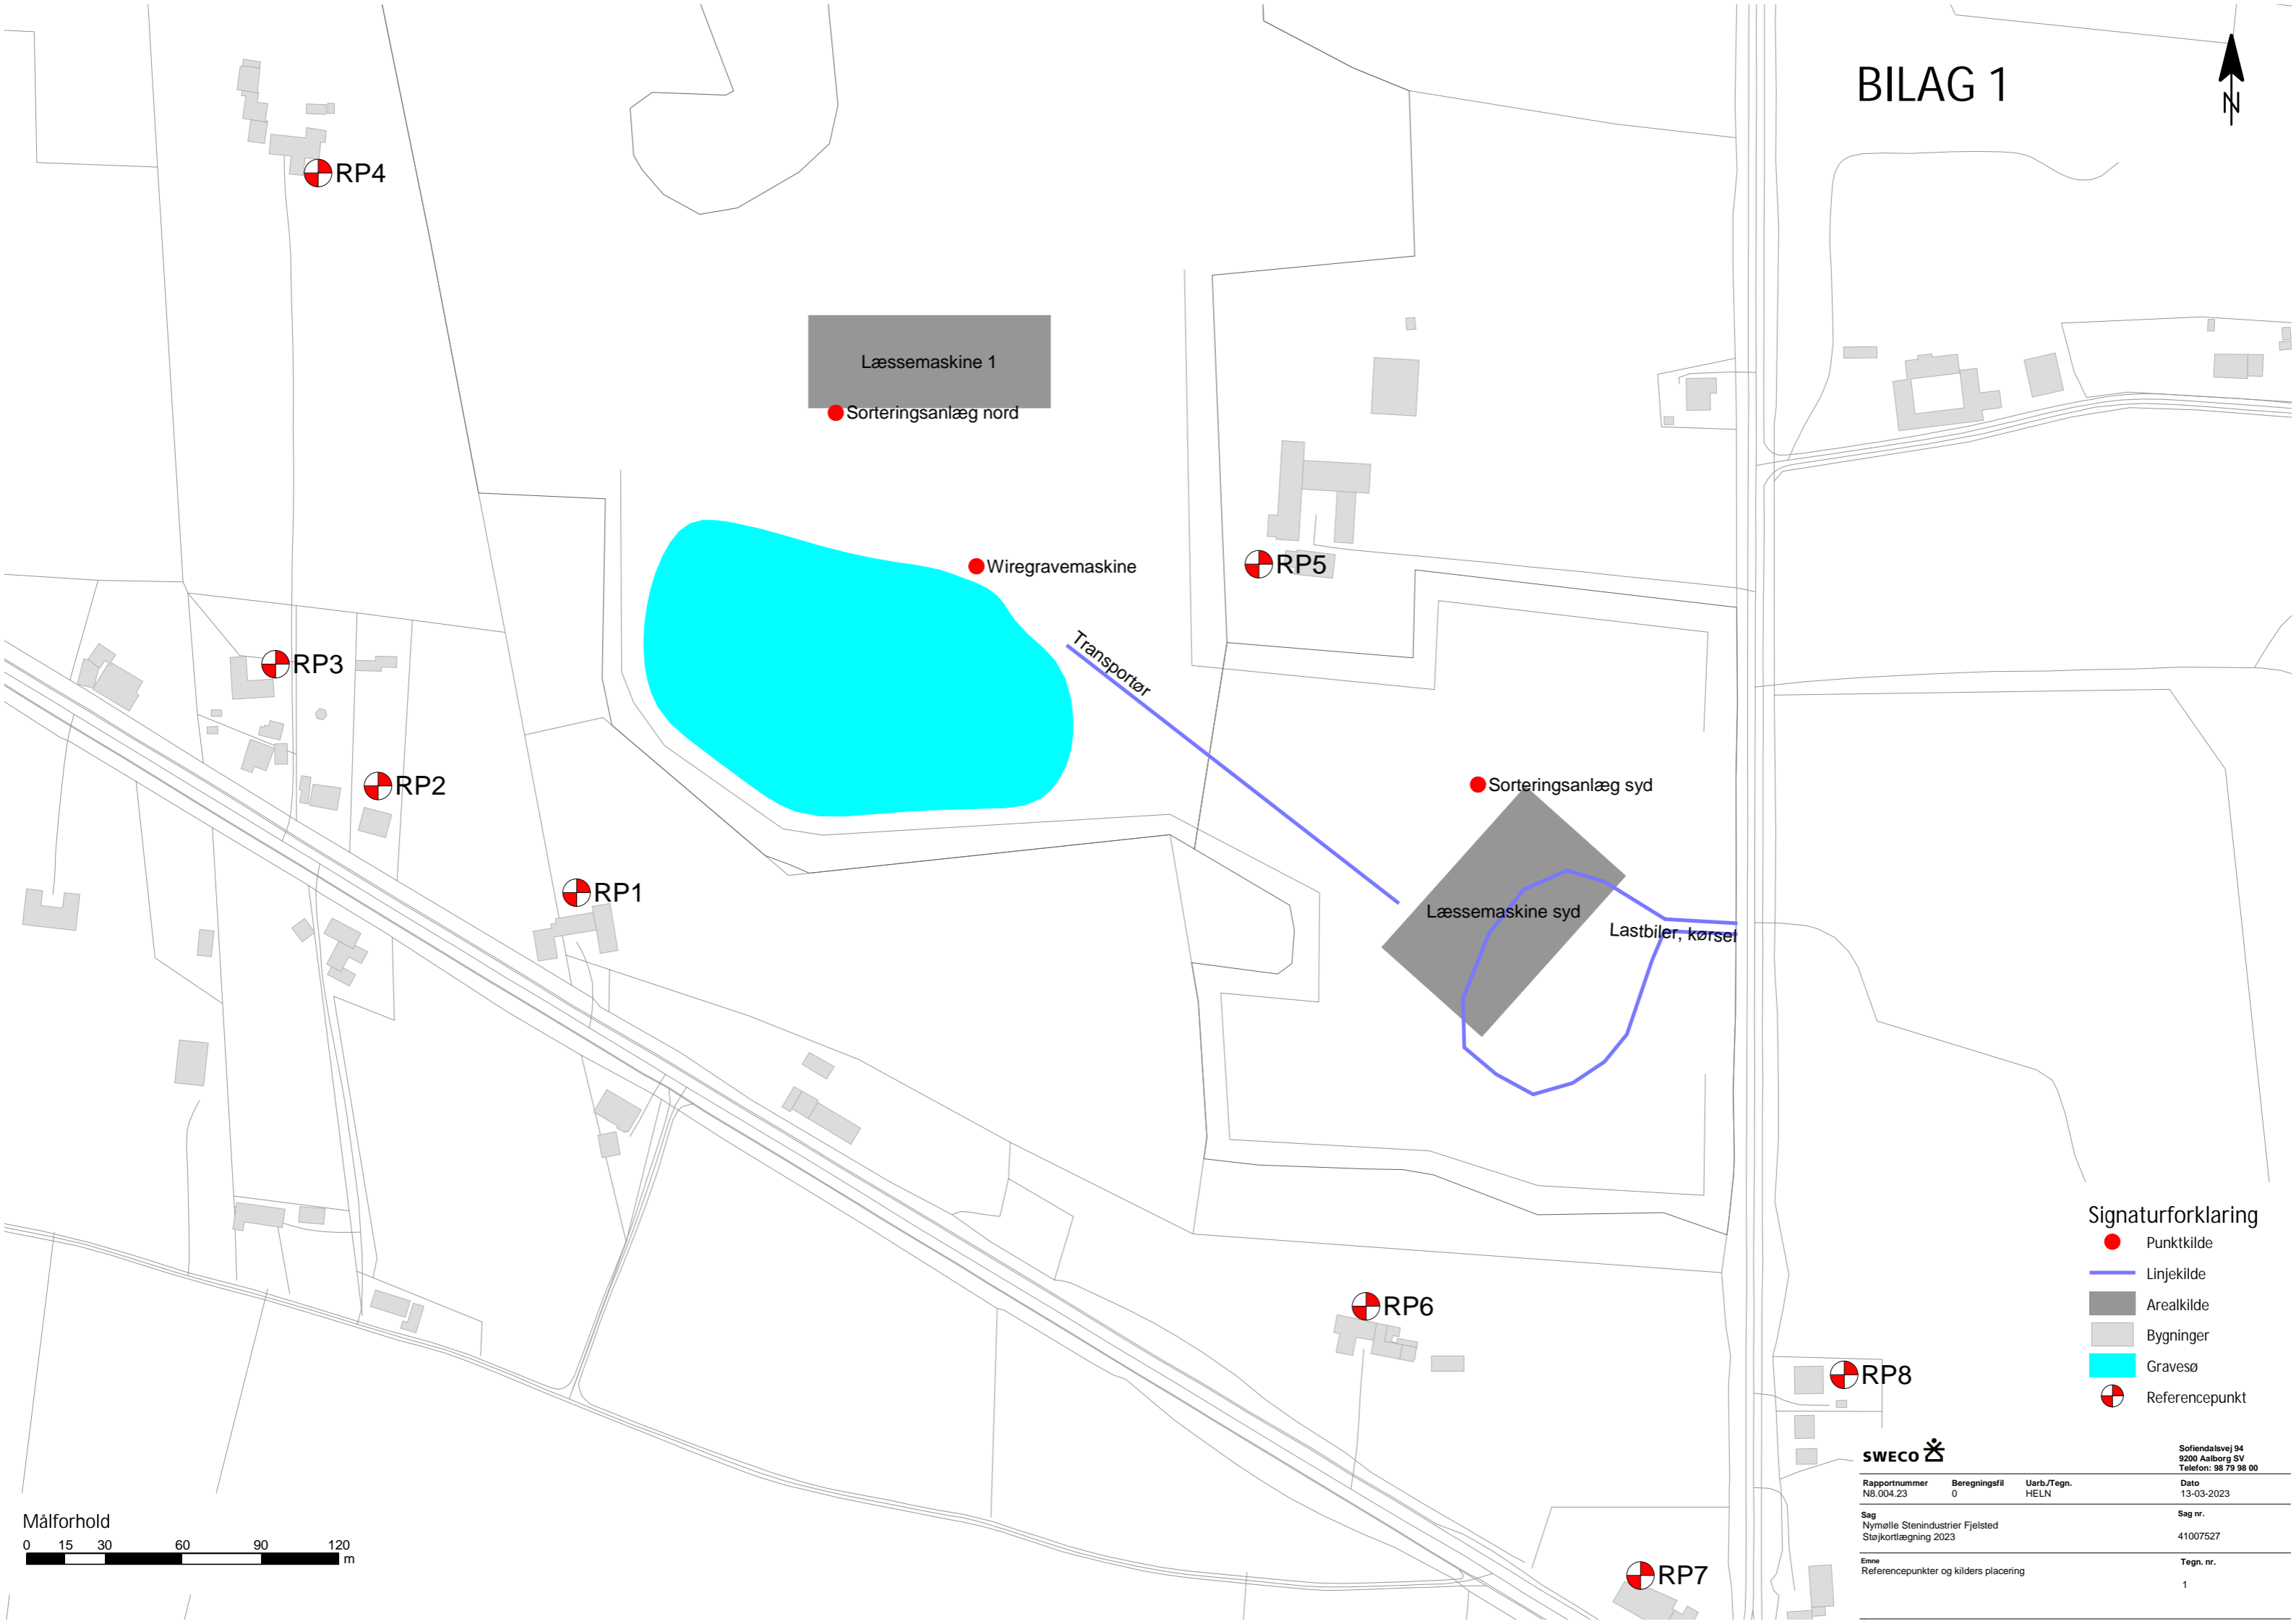 BILAG 1
N
RP4
Læssemaskine 1
Sorteringsanlæg nord
Wiregravemaskine
RP5
Transportør
RP3
RP2
Sorteringsanlæg syd
RP1
Læssemaskine syd
Lastbiler, kørsel
RP6
RP8
RP7
Signaturforklaring
Punktkilde
Linjekilde
Arealkilde
Bygninger
Gravesø
Referencepunkt
Målforhold
0 15 30 60 90 120
m
SWECO
Sofiendalsvej 94
9200 Aalborg SV
Telefon: 98 79 98 00
Rapportnummer Beregningsfil Uarb./Tegn. Dato
N8.004.23 0 HELN 13-03-2023
Sag Sag nr.
Nymølle Stenindustrier Fjelsted
Støjkortlægning 2023 41007527
Emne Tegn. nr.
Referencepunkter og kilders placering
1